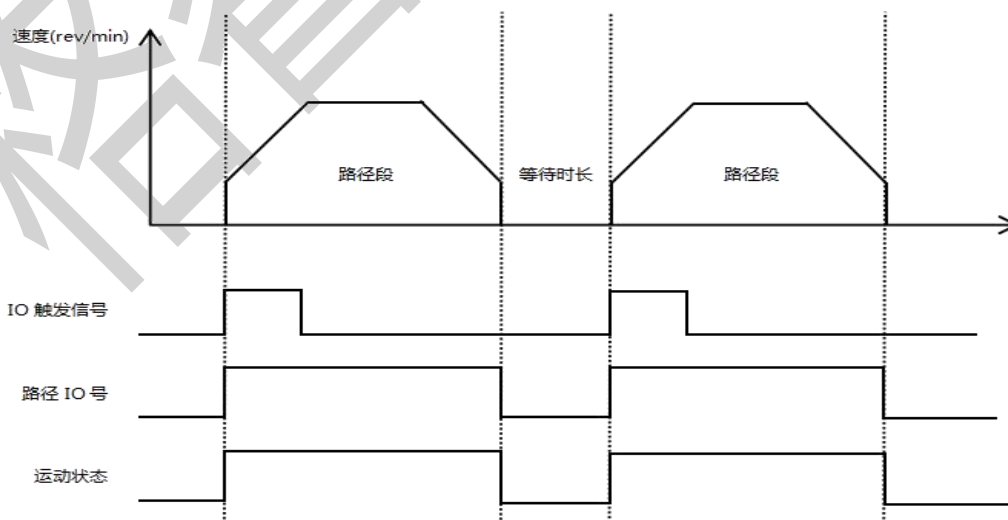 速度(rev/min)
路径段
等待时长
路径段
IO 触发信号
路径 IO 号
运动状态